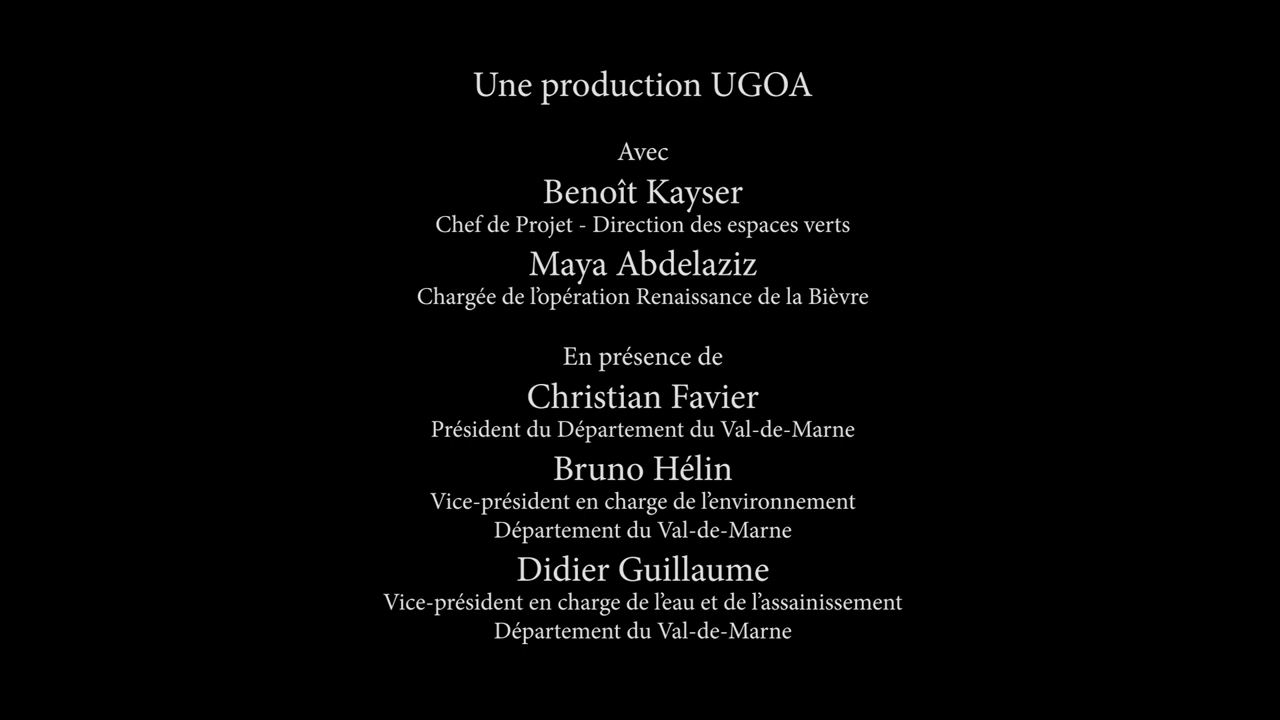 Une production UGOA
Avec
Benoît Kayser
Chef de Projet - Direction des espaces verts
Maya Abdelaziz
Chargée de l’opération Renaissance de la Bièvre
En présence de
Christian Favier
Président du Département du Val-de-Marne
Bruno Hélin
Vice-président en charge de l’environnement
Département du Val-de-Marne
Didier Guillaume
Vice-président en charge de l’eau et de l’assainissement
Département du Val-de-Marne